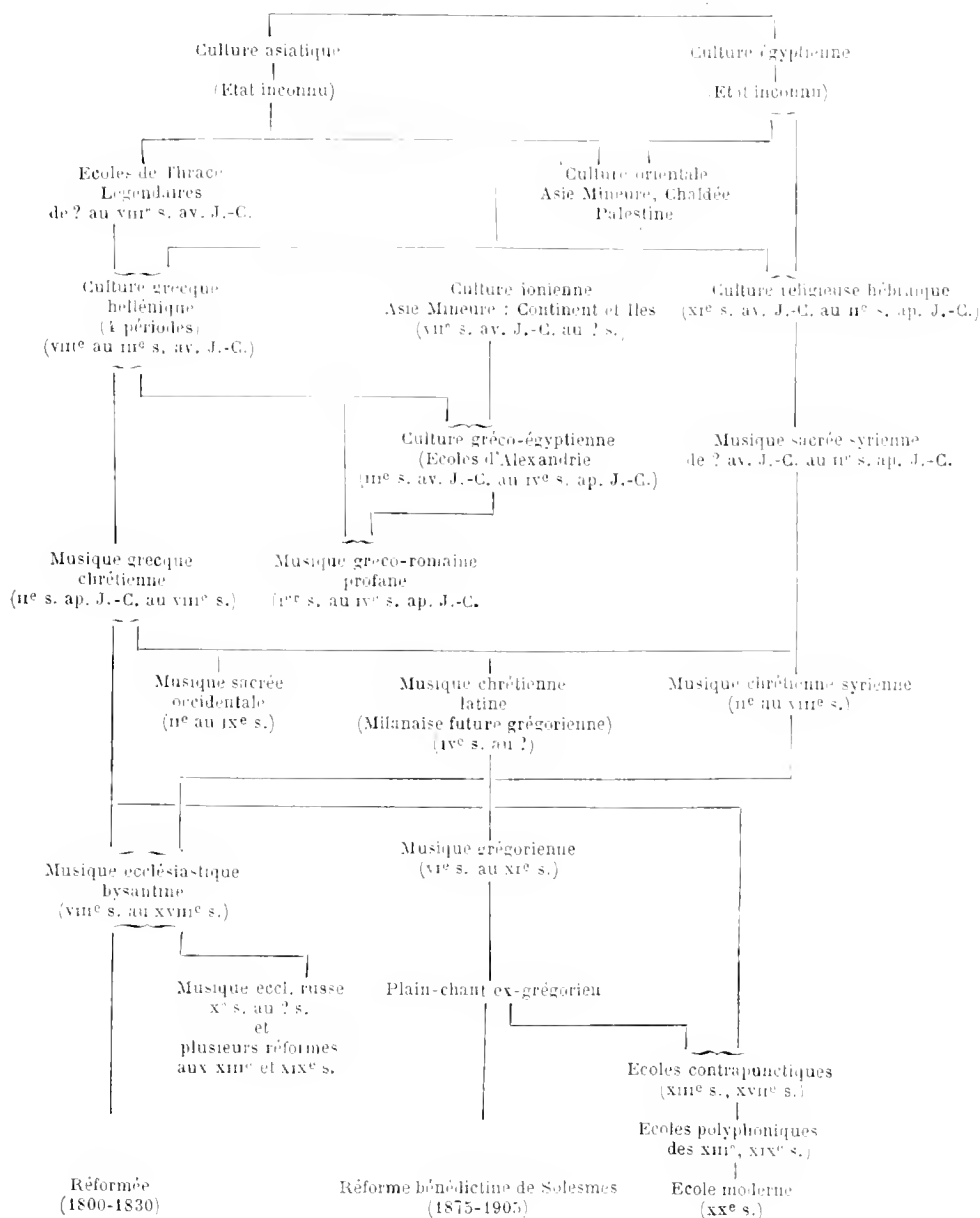 Culture asiatique
Culture égyptienne
(Etat inconnu)
(Etat inconnu)
Ecoles de Thrace
Legendaires
de ? au VIIIe s. av. J.-C.
Culture orientale
Asie Mineure, Chaldée
Palestine
Culture grecque
hellénique
(4 périodes)
(VIIIe au IIIe s. av. J.-C.)
Culture ionienne
Asie Mineure : Continent et Iles
(VIIe s. av. J.-C. au ? s.)
Culture religieuse hébraïque
(XIe s. av. J.-C. au IIe s. ap. J.-C.)
Culture gréco-égyptienne
(Ecoles d'Alexandrie
(IIIe s. av. J.-C. au IVe s. ap. J.-C.)
Musique sacrée syrienne
de ? av. J.-C. au IIe s. ap. J.-C.
Musique grecque
chrétienne
(IIe s. ap. J.-C. au VIIIe s.)
Musique greco-romaine
profane
(Ier s. au IVe s. ap. J.-C.
Musique sacrée
occidentale
(IIe au IXe s.)
Musique chrétienne
latine
(Milanaise future grégorienne)
(IVe s. au ?)
Musique chrétienne syrienne
(IIe au VIIIe s.)
Musique ecclésiastique
bysantine
(VIIIe s. au XVIIIe s.)
Musique grégorienne
(VIe s. au XIe s.)
Musique eccl. russe
Xe s. au ? s.
et
plusieurs réformes
aux XIIIe et XIXe s.
Plain-chant ex-grégorien
Ecoles contrapunctiques
(XIIIe s., XVIIe s.)
Ecoles polyphoniques
des XIIIe, XIXe s.)
Réformée
(1800-1830)
Réforme bénédictine de Solesmes
(1875-1905)
Ecole moderne
(XXe s.)